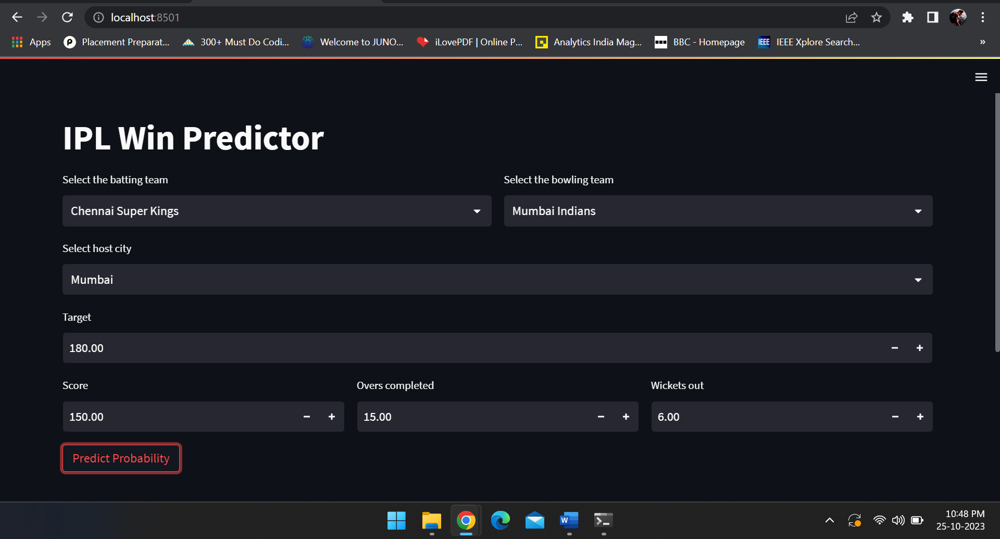 localhost:8501
Apps Placement Preparat... 300+ Must Do Codi... Welcome to JUNO... iLovePDF | Online P... Analytics India Mag... BBC - Homepage IEEE IEEE Xplore Search... »
IPL Win Predictor
Select the batting team Select the bowling team
Chennai Super Kings Mumbai Indians
Select host city
Mumbai
Target
180.00 − +
Score Overs completed Wickets out
150.00 − + 15.00 − + 6.00 − +
Predict Probability
10:48 PM
25-10-2023